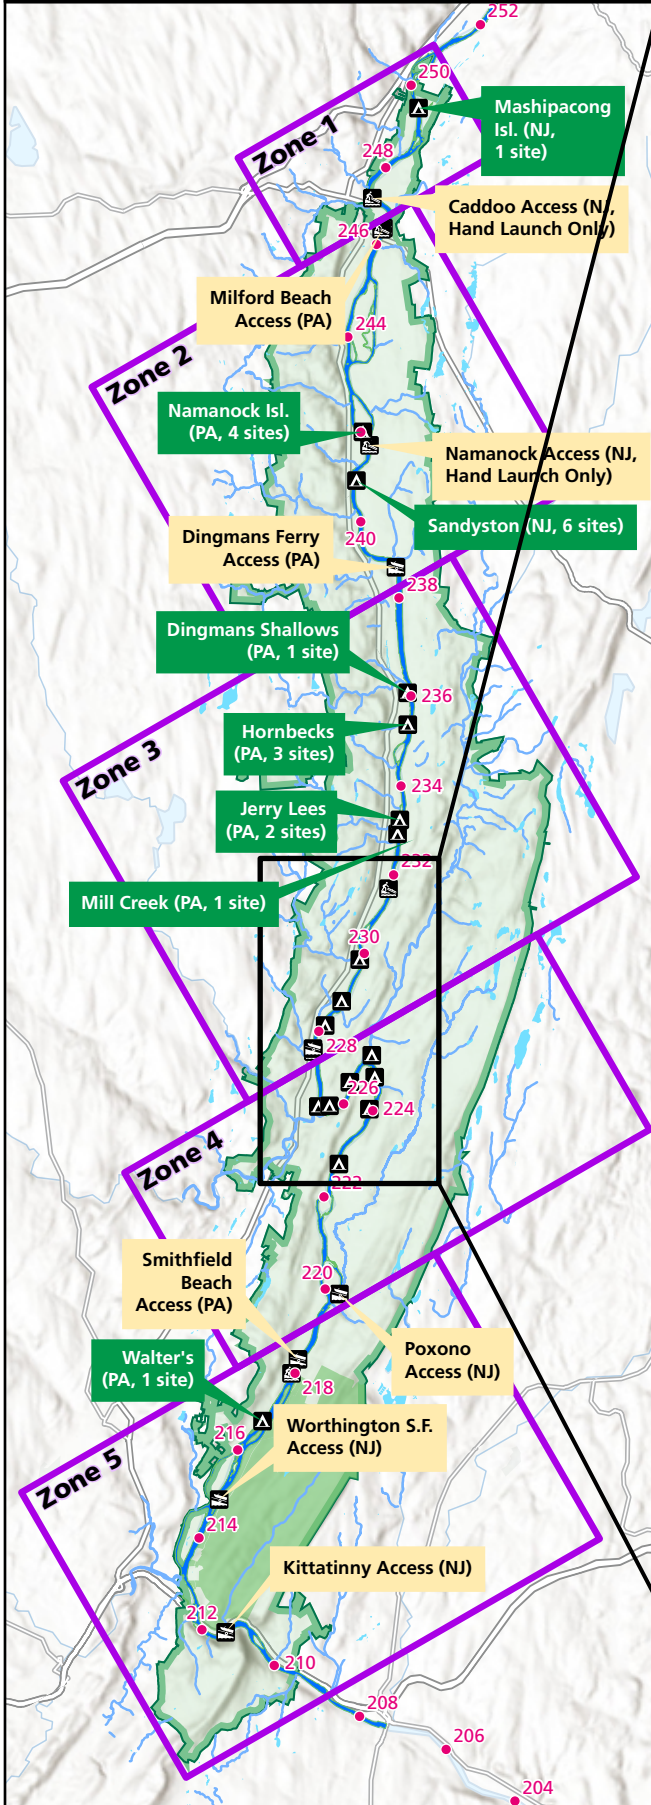 252
250
Mashipacong
Isl. (NJ,
1 site)
Zone 1
248
Caddoo Access (NJ,
Hand Launch Only)
246
Milford Beach
Access (PA)
244
Zone 2
Namanock Isl.
(PA, 4 sites)
Namanock Access (NJ,
Hand Launch Only)
Sandyston (NJ, 6 sites)
240
Dingmans Ferry
Access (PA)
238
Dingmans Shallows
(PA, 1 site)
236
Hornbecks
(PA, 3 sites)
Zone 3
234
Jerry Lees
(PA, 2 sites)
232
Mill Creek (PA, 1 site)
230
228
226
224
Zone 4
222
Smithfield
Beach
Access (PA)
220
Poxono
Access (NJ)
Walter's
(PA, 1 site)
218
Worthington S.F.
Access (NJ)
216
Zone 5
214
Kittatinny Access (NJ)
212
210
208
206
204